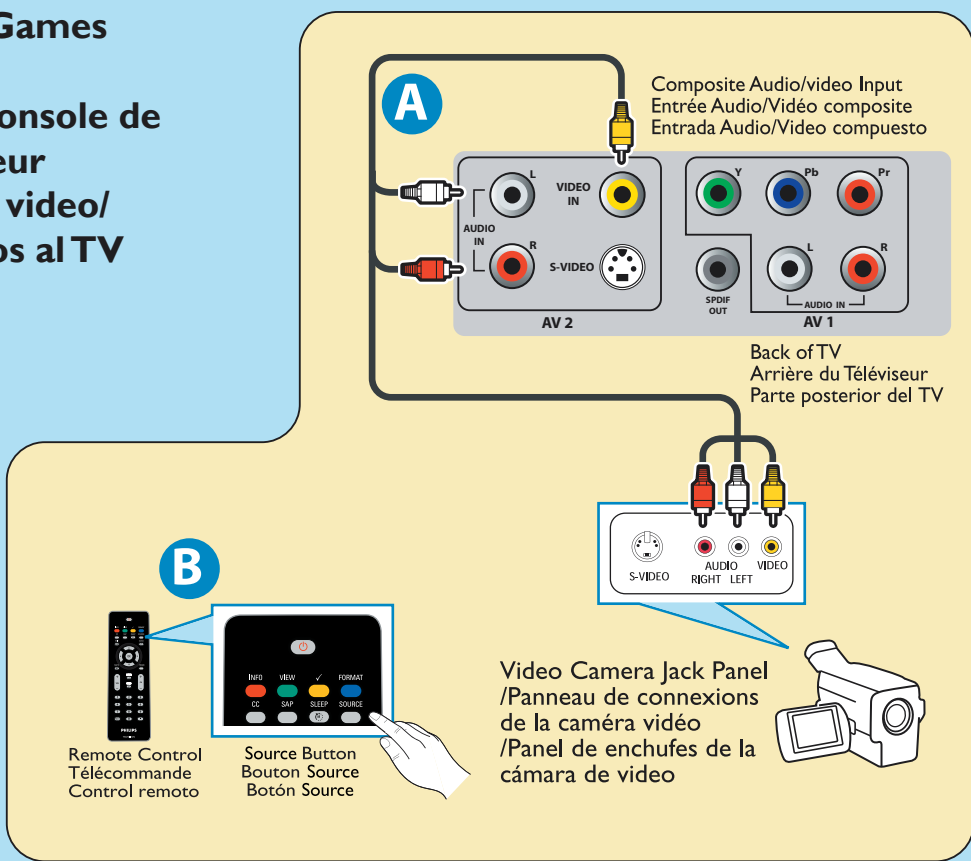 Games
onsole de
eur
video/
os al TV
A
Composite Audio/video Input
Entrée Audio/Vidéo composite
Entrada Audio/Video compuesto
L
VIDEO
IN
Y
Pb
Pr
AUDIO
IN
R
S-VIDEO
L
R
SPDIF
OUT
AUDIO IN
AV 2
AV 1
Back of TV
Arrière du Téléviseur
Parte posterior del TV
S-VIDEO
AUDIO
RIGHT LEFT
VIDEO
Video Camera Jack Panel
/Panneau de connexions
de la caméra vidéo
/Panel de enchufes de la
cámara de video
B
INFO VIEW ✓ FORMAT
CC SAP SLEEP SOURCE
PHILIPS
Remote Control
Télécommande
Control remoto
Source Button
Bouton Source
Botón Source